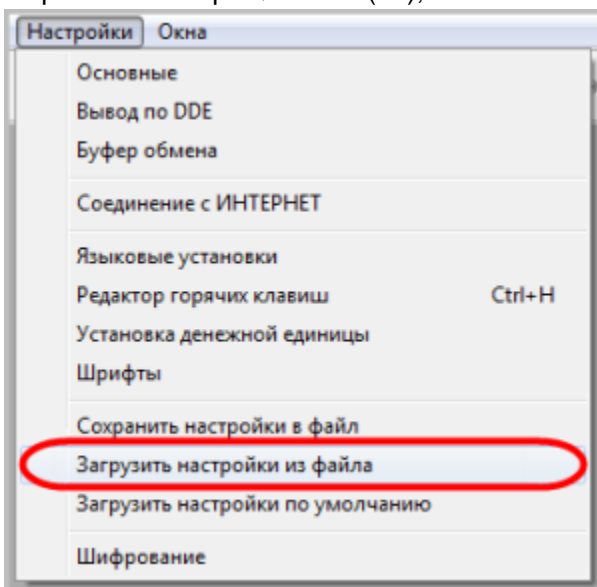 Настройки Окна
Основные
Вывод по DDE
Буфер обмена
Соединение с ИНТЕРНЕТ
Языковые установки
Редактор горячих клавиш Ctrl+H
Установка денежной единицы
Шрифты
Сохранить настройки в файл
Загрузить настройки из файла
Загрузить настройки по умолчанию
Шифрование